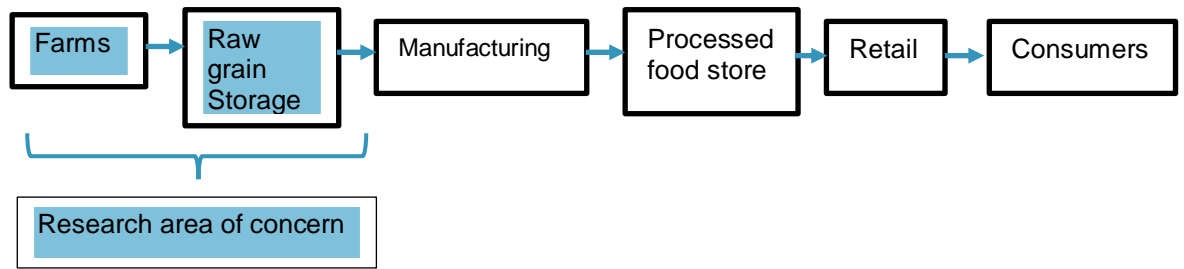 Farms
Raw
grain
Storage
Manufacturing
Processed
food store
Retail
Consumers
Research area of concern